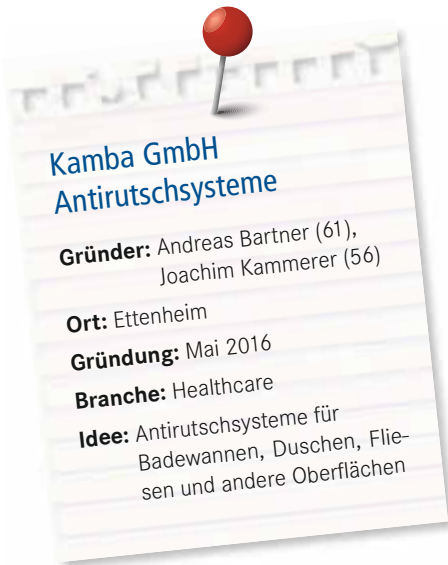 Kamba GmbH
Antirutschsysteme
Gründer: Andreas Bartner (61),
Joachim Kammerer (56)
Ort: Ettenheim
Gründung: Mai 2016
Branche: Healthcare
Idee: Antirutschsysteme für
Badewannen, Duschen, Flie-
sen und andere Oberflächen